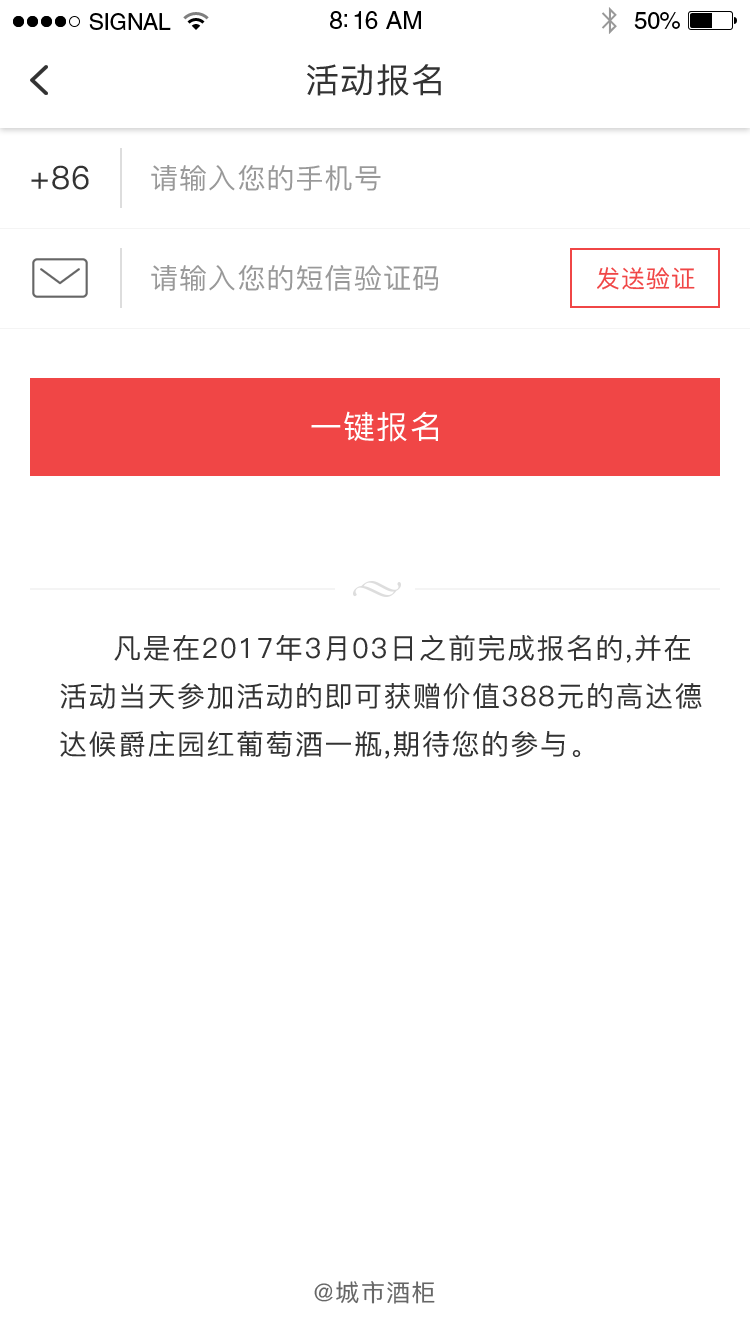 SIGNAL 8:16 AM 50%
活动报名
+86 请输入您的手机号
请输入您的短信验证码 发送验证
一键报名
凡是在2017年3月03日之前完成报名的,并在
活动当天参加活动的即可获赠价值388元的高达德
达候爵庄园红葡萄酒一瓶,期待您的参与。
@城市酒柜